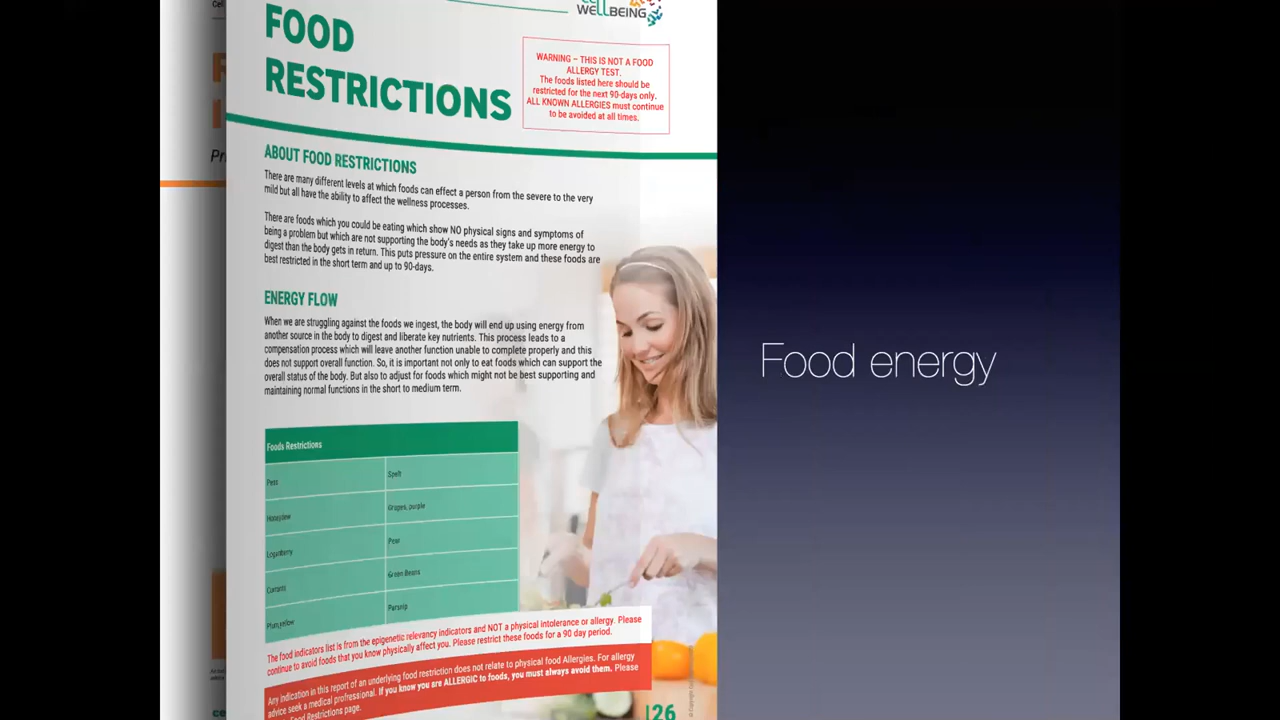 Cel
ceLL
WELLBEING
FOOD
RESTRICTIONS
WARNING – THIS IS NOT A FOOD
ALLERGY TEST.
The foods listed here should be
restricted for the next 90-days only.
ALL KNOWN ALLERGIES must continue
to be avoided at all times.
ABOUT FOOD RESTRICTIONS
There are many different levels at which foods can effect a person from the severe to the very
mild but all have the ability to affect the wellness processes.
There are foods which you could be eating which show NO physical signs and symptoms of
being a problem but which are not supporting the body's needs as they take up more energy to
digest than the body gets in return. This puts pressure on the entire system and these foods are
best restricted in the short term and up to 90-days.
ENERGY FLOW
When we are struggling against the foods we ingest, the body will end up using energy from
another source in the body to digest and liberate key nutrients. This process leads to a
compensation process which will leave another function unable to complete properly and this
does not support overall function. So, it is important not only to eat foods which can support the
overall status of the body. But also to adjust for foods which might not be best supporting and
maintaining normal functions in the short to medium term.
Foods Restrictions
Peas
Spelt
Honeydew
Grapes, purple
Loganberry
Pear
Currants
Green Beans
Plum,yellow
Parsnip
The food indicators list is from the epigenetic relevancy indicators and NOT a physical intolerance or allergy. Please
continue to avoid foods that you know physically affect you. Please restrict these foods for a 90 day period.
Any indication in this report of an underlying food restriction does not relate to physical food Allergies. For allergy
advice seek a medical professional. If you know you are ALLERGIC to foods, you must always avoid them. Please
Food Restrictions page.
26
Food energy